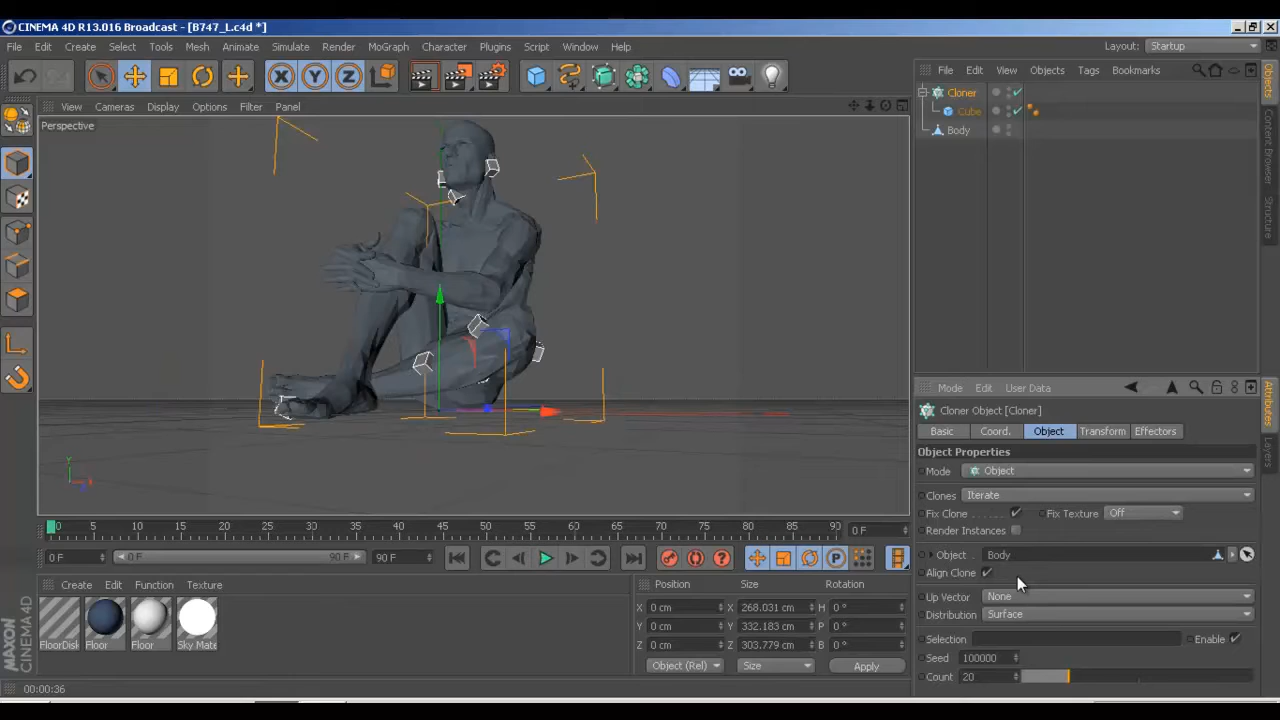 CINEMA 4D R13.016 Broadcast - [B747_L.c4d *]
File Edit Create Select Tools Mesh Animate Simulate Render MoGraph Character Plugins Script Window Help Layout: Startup
File Edit View Objects Tags Bookmarks
View Cameras Display Options Filter Panel
Cloner
Cube
Body
Perspective
Y
Objects
Content Browser
Structure
Mode Edit User Data
Cloner Object [Cloner]
Basic Coord. Object Transform Effectors
Object Properties
Mode Object
Clones Iterate
Fix Clone Fix Texture Off
Render Instances
Object Body
Align Clone
Up Vector None
Distribution Surface
Selection Enable
Seed 100000
Count 20
Attributes
Layers
0 5 10 15 20 25 30 35 40 45 50 55 60 65 70 75 80 85 90 0 F
0 F 0 F 90 F 90 F
Create Edit Function Texture
FloorDisk Floor Floor Sky Mate
Position Size Rotation
X 0 cm X 268.031 cm H 0 °
Y 0 cm Y 332.183 cm P 0 °
Z 0 cm Z 303.779 cm B 0 °
Object (Rel) Size Apply
MAXON CINEMA4D
00:00:36